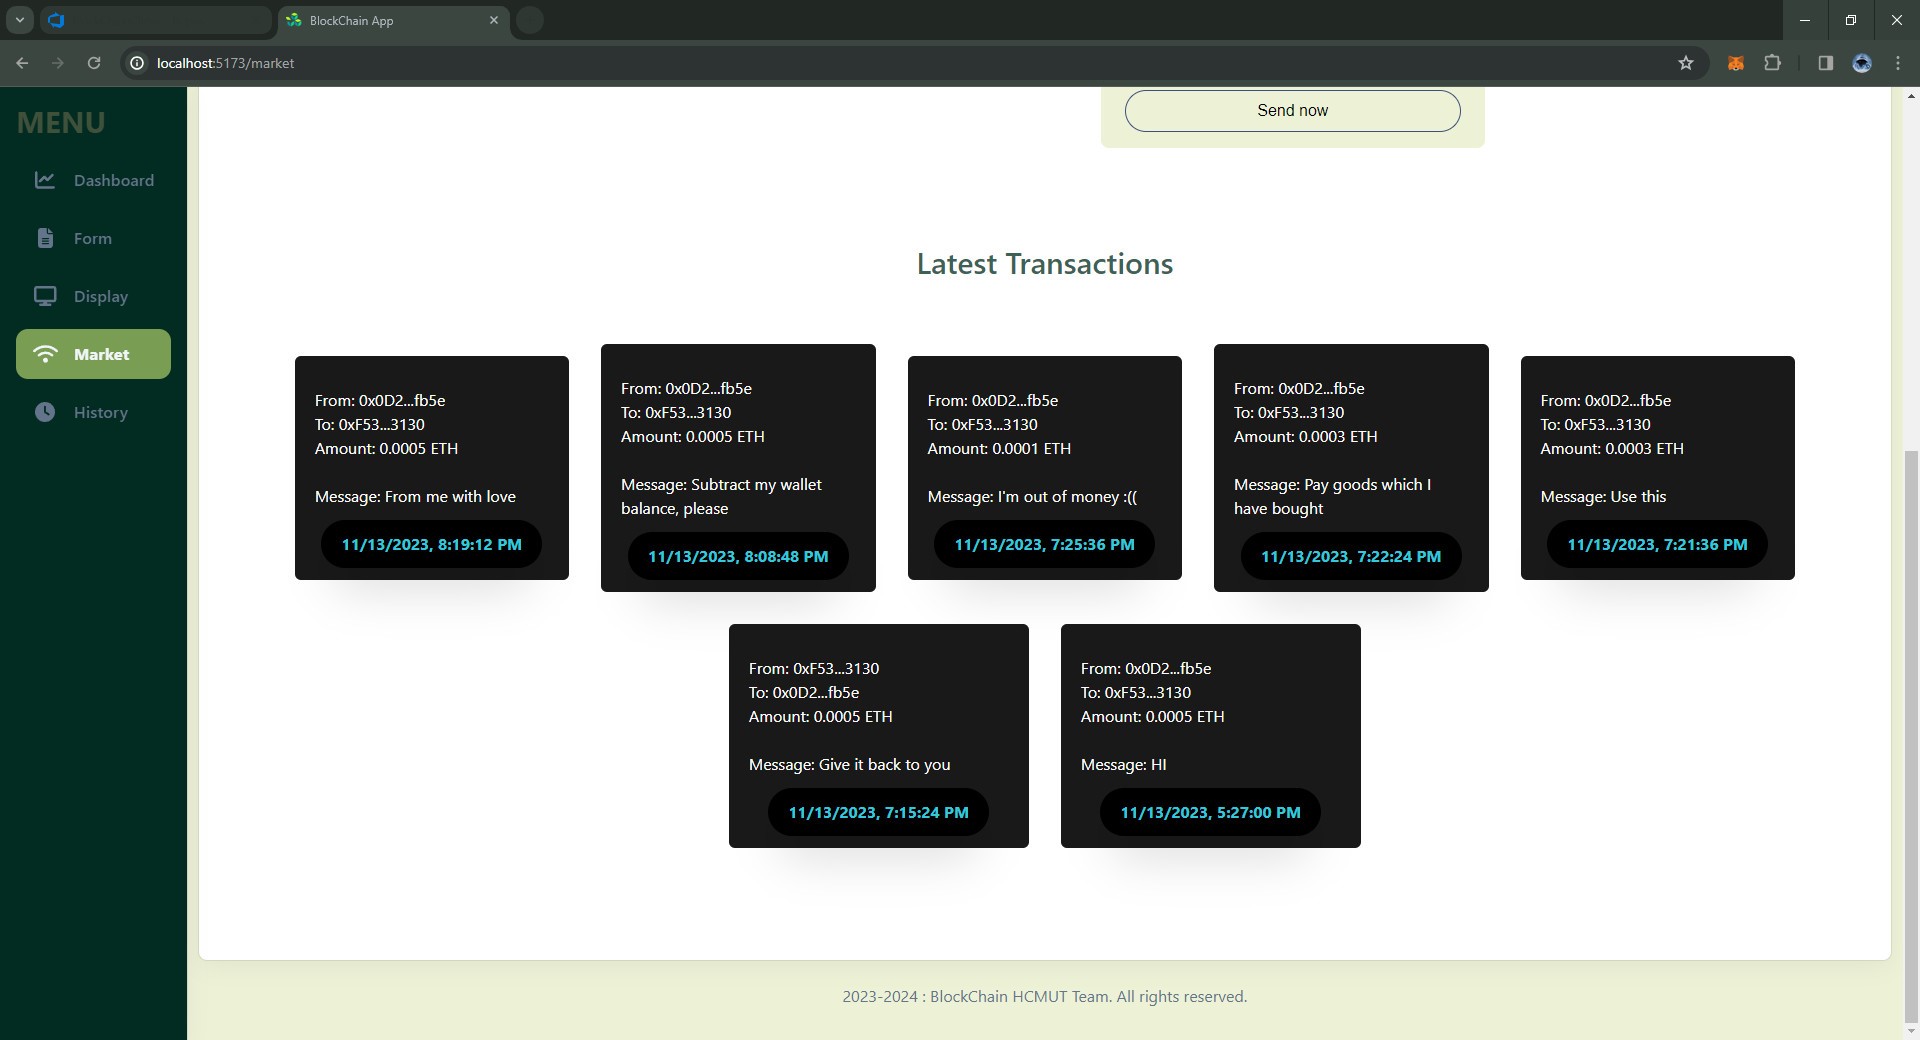 BlockChain App
localhost:5173/market
MENU
Dashboard
Form
Display
Market
History
Send now
Latest Transactions
From: 0x0D2...fb5e
To: 0xF53...3130
Amount: 0.0005 ETH
Message: From me with love
11/13/2023, 8:19:12 PM
From: 0x0D2...fb5e
To: 0xF53...3130
Amount: 0.0005 ETH
Message: Subtract my wallet
balance, please
11/13/2023, 8:08:48 PM
From: 0x0D2...fb5e
To: 0xF53...3130
Amount: 0.0001 ETH
Message: I'm out of money :((
11/13/2023, 7:25:36 PM
From: 0x0D2...fb5e
To: 0xF53...3130
Amount: 0.0003 ETH
Message: Pay goods which I
have bought
11/13/2023, 7:22:24 PM
From: 0x0D2...fb5e
To: 0xF53...3130
Amount: 0.0003 ETH
Message: Use this
11/13/2023, 7:21:36 PM
From: 0xF53...3130
To: 0x0D2...fb5e
Amount: 0.0005 ETH
Message: Give it back to you
11/13/2023, 7:15:24 PM
From: 0x0D2...fb5e
To: 0xF53...3130
Amount: 0.0005 ETH
Message: HI
11/13/2023, 5:27:00 PM
2023-2024 : BlockChain HCMUT Team. All rights reserved.